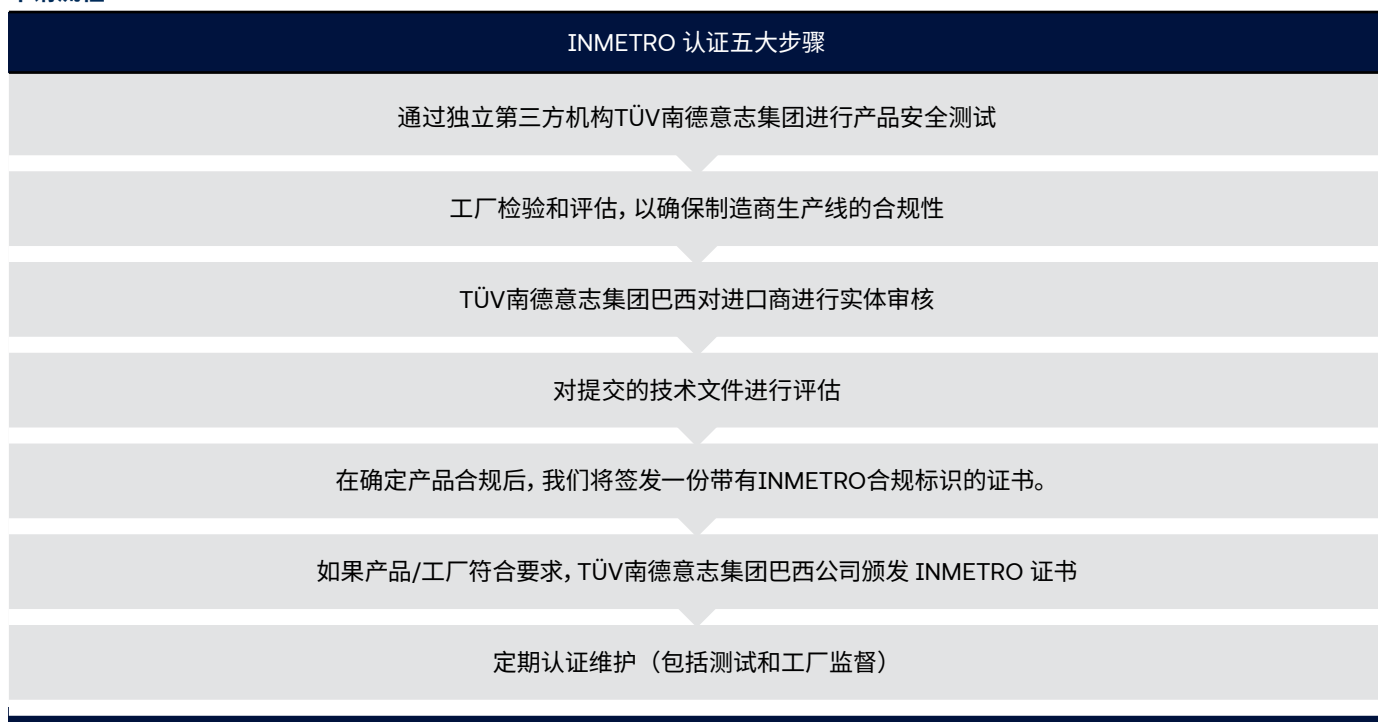 INMETRO 认证五大步骤
通过独立第三方机构TÜV南德意志集团进行产品安全测试
工厂检验和评估，以确保制造商生产线的合规性
TÜV南德意志集团巴西对进口商进行实体审核
对提交的技术文件进行评估
在确定产品合规后，我们将签发一份带有INMETRO合规标识的证书。
如果产品/工厂符合要求，TÜV南德意志集团巴西公司颁发 INMETRO 证书
定期认证维护（包括测试和工厂监督）